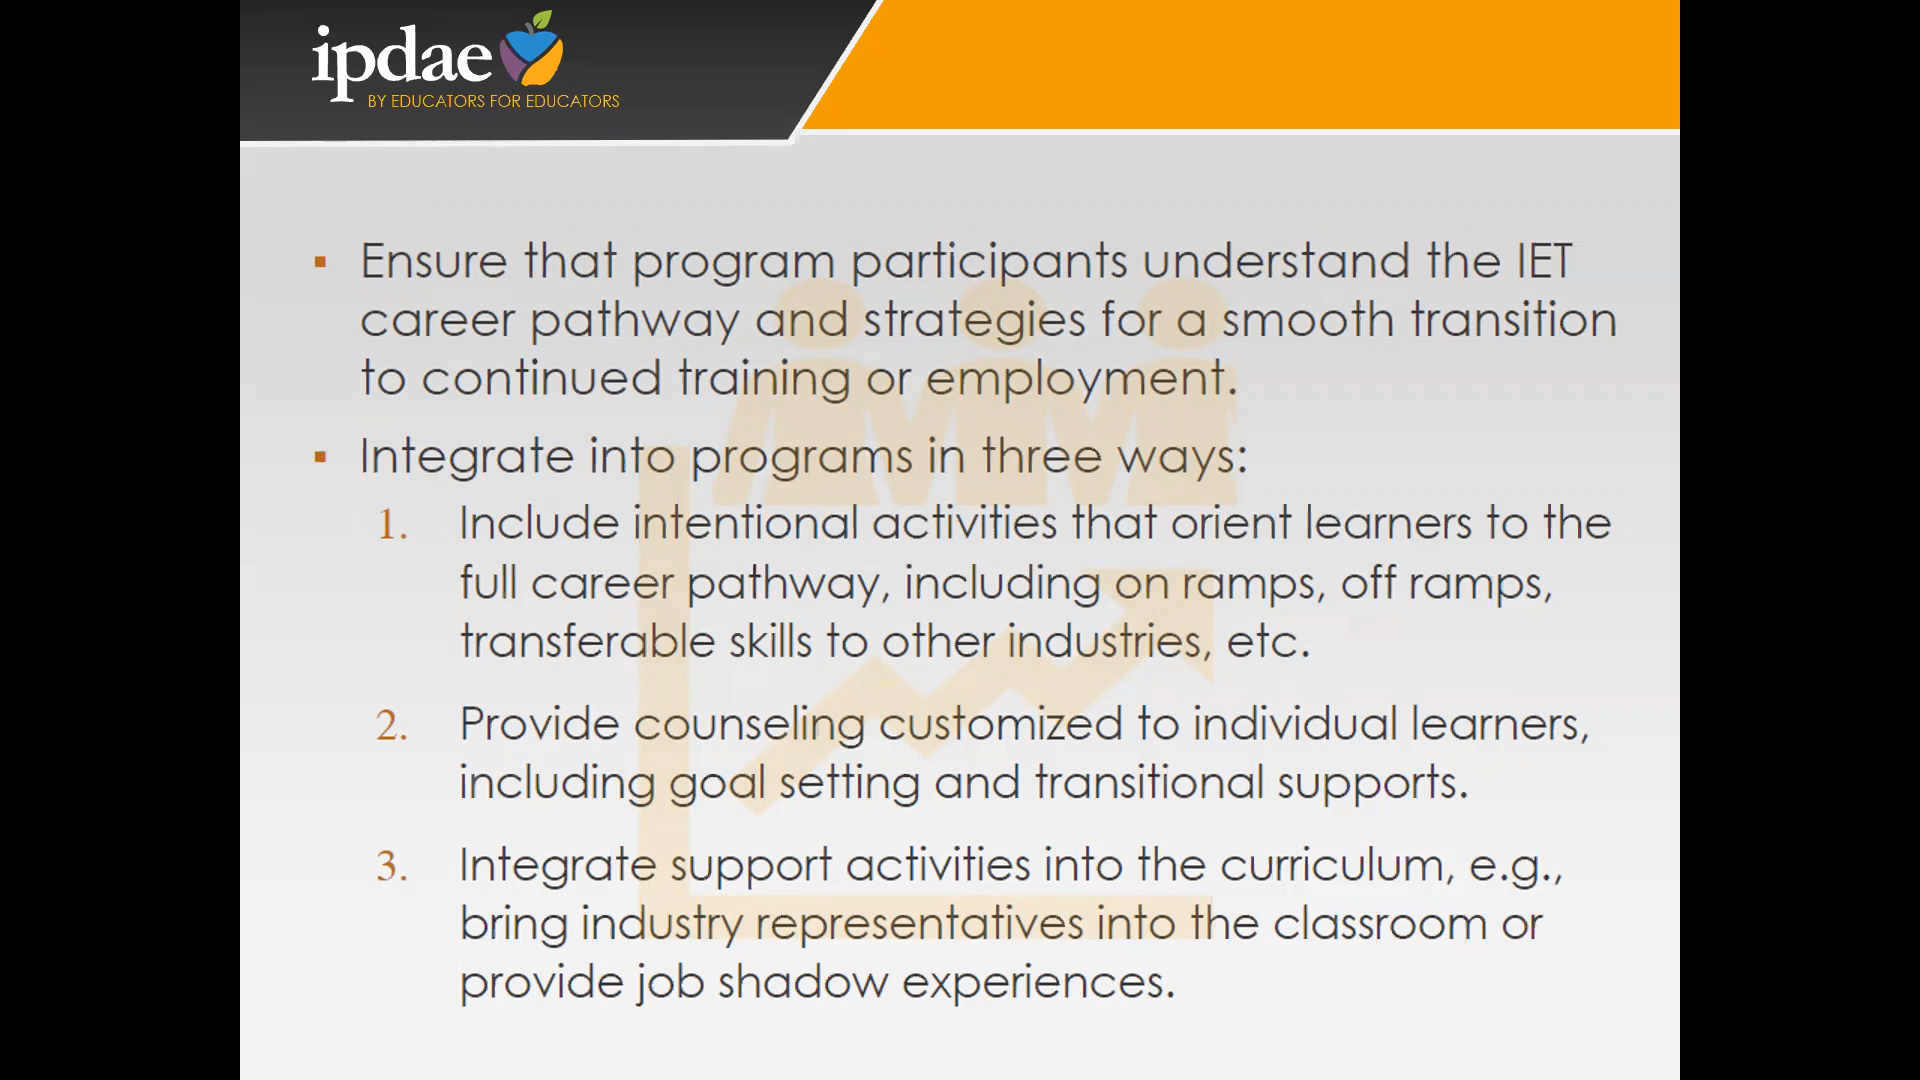 ipdae
BY EDUCATORS FOR EDUCATORS
▪ Ensure that program participants understand the IET
career pathway and strategies for a smooth transition
to continued training or employment.
▪ Integrate into programs in three ways:
1. Include intentional activities that orient learners to the
full career pathway, including on ramps, off ramps,
transferable skills to other industries, etc.
2. Provide counseling customized to individual learners,
including goal setting and transitional supports.
3. Integrate support activities into the curriculum, e.g.,
bring industry representatives into the classroom or
provide job shadow experiences.